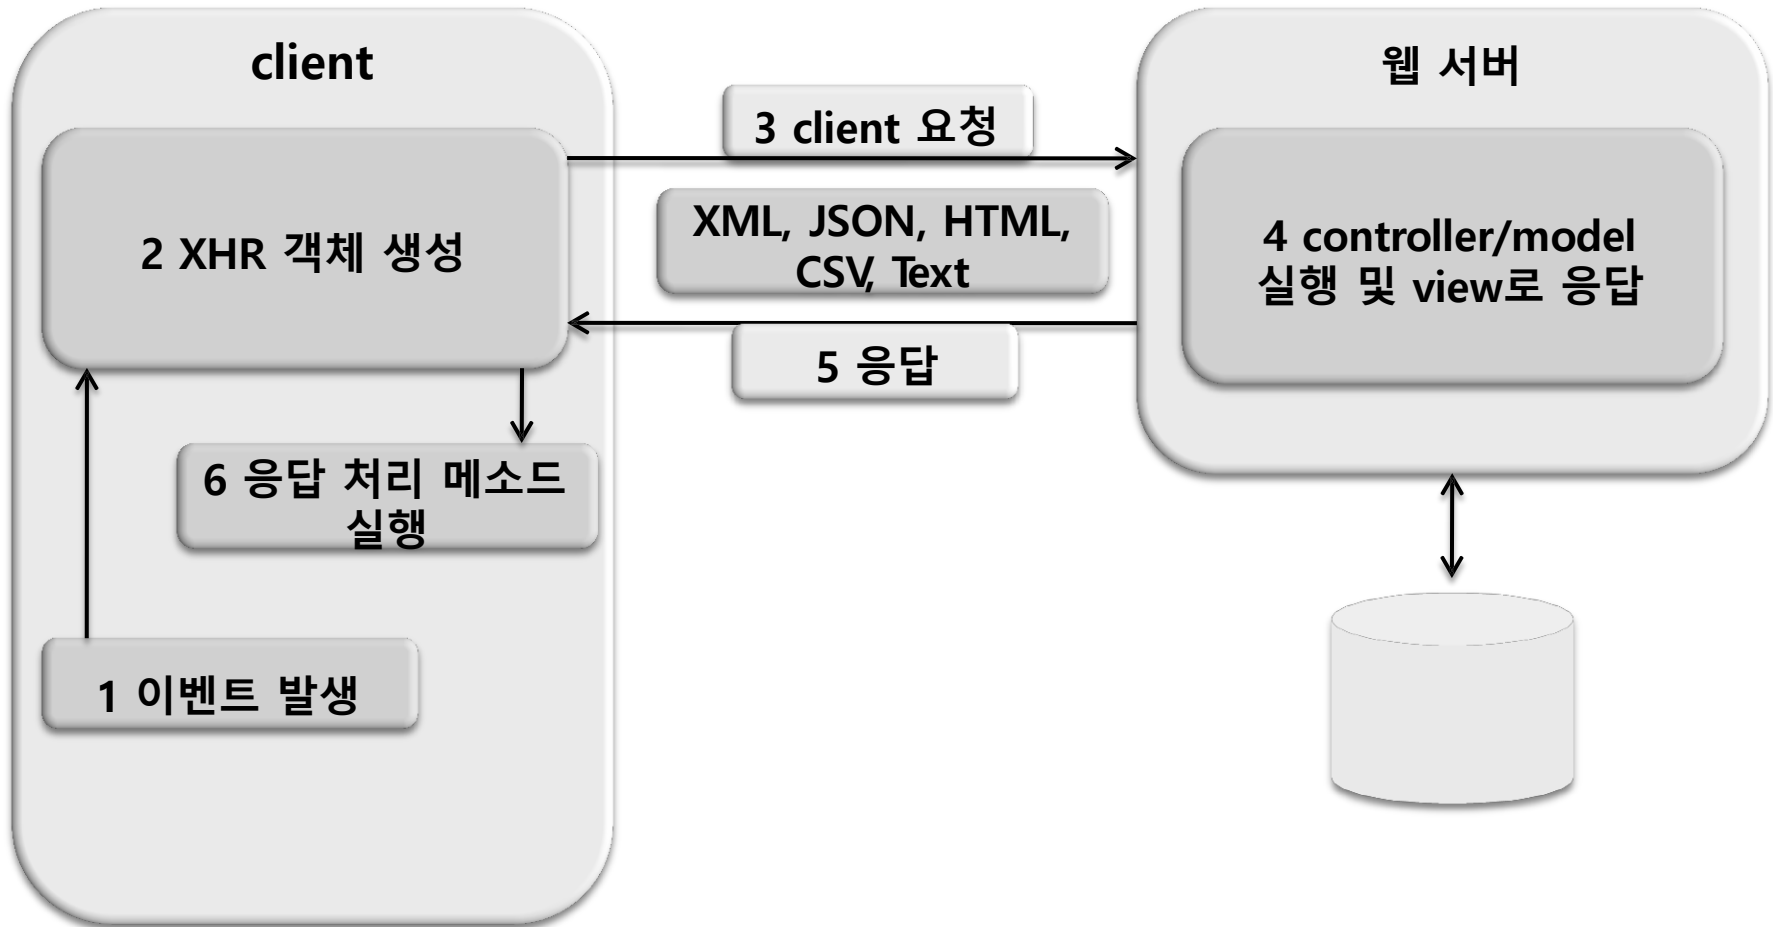 client
웹 서버
3 client 요청
2 XHR 객체 생성
XML, JSON, HTML,
CSV, Text
4 controller/model
실행 및 view로 응답
5 응답
6 응답 처리 메소드
실행
1 이벤트 발생